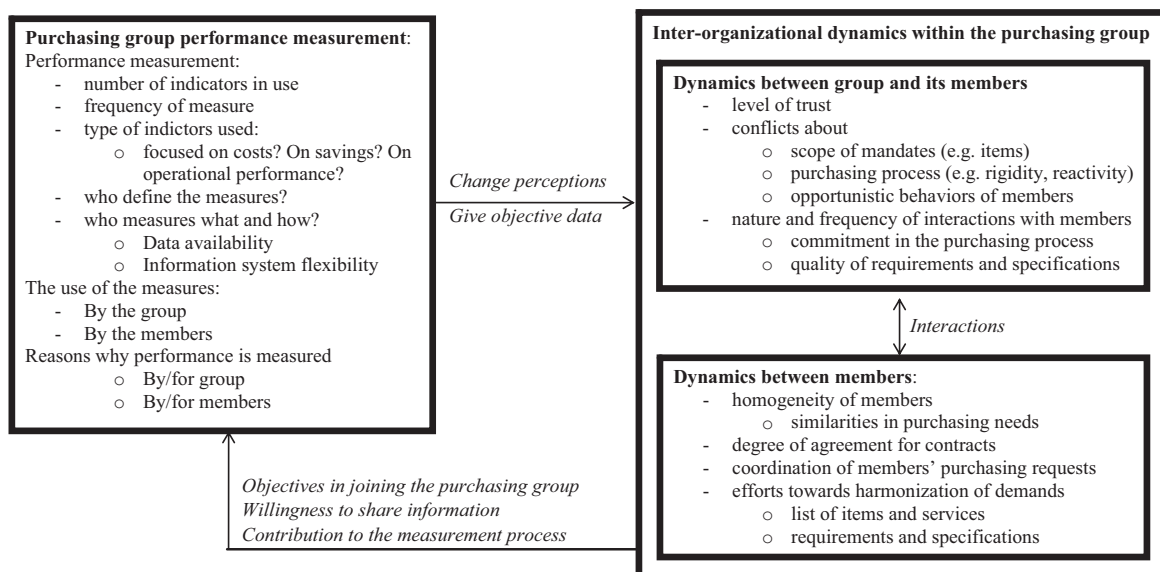 Purchasing group performance measurement:
Performance measurement:
- number of indicators in use
- frequency of measure
- type of indictors used:
o focused on costs? On savings? On
operational performance?
- who define the measures?
- who measures what and how?
o Data availability
o Information system flexibility
The use of the measures:
- By the group
- By the members
Reasons why performance is measured
o By/for group
o By/for members
Change perceptions
Give objective data
Inter-organizational dynamics within the purchasing group
Dynamics between group and its members
- level of trust
- conflicts about
o scope of mandates (e.g. items)
o purchasing process (e.g. rigidity, reactivity)
o opportunistic behaviors of members
- nature and frequency of interactions with members
o commitment in the purchasing process
o quality of requirements and specifications
Interactions
Dynamics between members:
- homogeneity of members
o similarities in purchasing needs
- degree of agreement for contracts
- coordination of members' purchasing requests
- efforts towards harmonization of demands
o list of items and services
o requirements and specifications
Objectives in joining the purchasing group
Willingness to share information
Contribution to the measurement process